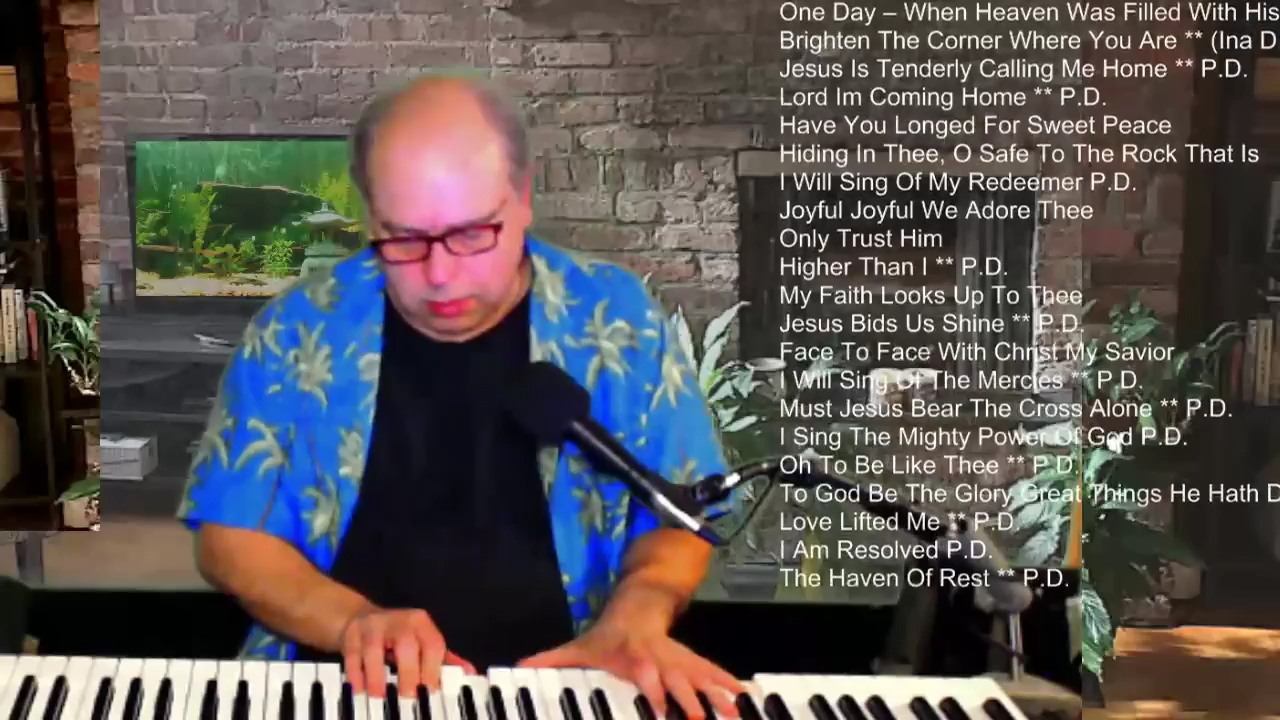 One Day – When Heaven Was Filled With His
Brighten The Corner Where You Are ** (Ina D
Jesus Is Tenderly Calling Me Home ** P.D.
Lord Im Coming Home ** P.D.
Have You Longed For Sweet Peace
Hiding In Thee, O Safe To The Rock That Is
I Will Sing Of My Redeemer P.D.
Joyful Joyful We Adore Thee
Only Trust Him
Higher Than I ** P.D.
My Faith Looks Up To Thee
Jesus Bids Us Shine ** P.D.
Face To Face With Christ My Savior
I Will Sing Of The Mercies ** P.D.
Must Jesus Bear The Cross Alone ** P.D.
I Sing The Mighty Power Of God P.D.
Oh To Be Like Thee ** P.D.
To God Be The Glory Great Things He Hath D
Love Lifted Me ** P.D.
I Am Resolved P.D.
The Haven Of Rest ** P.D.